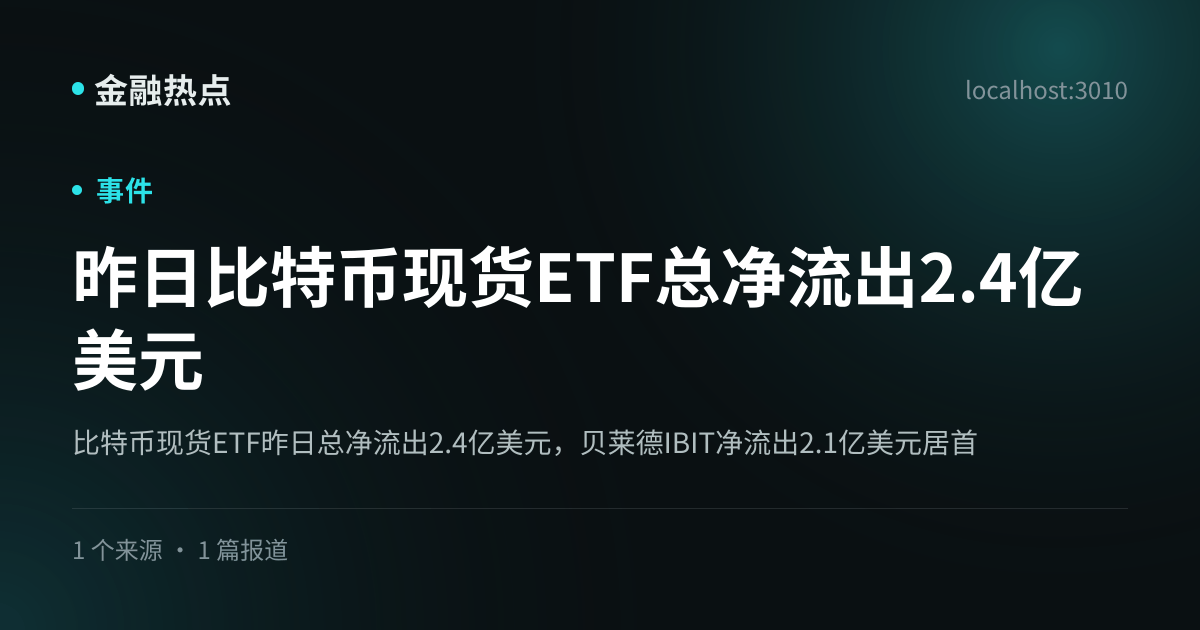 金融热点
localhost:3010
事件
昨日比特币现货ETF总净流出2.4亿
美元
比特币现货ETF昨日总净流出2.4亿美元，贝莱德IBIT净流出2.1亿美元居首
1 个来源 · 1 篇报道